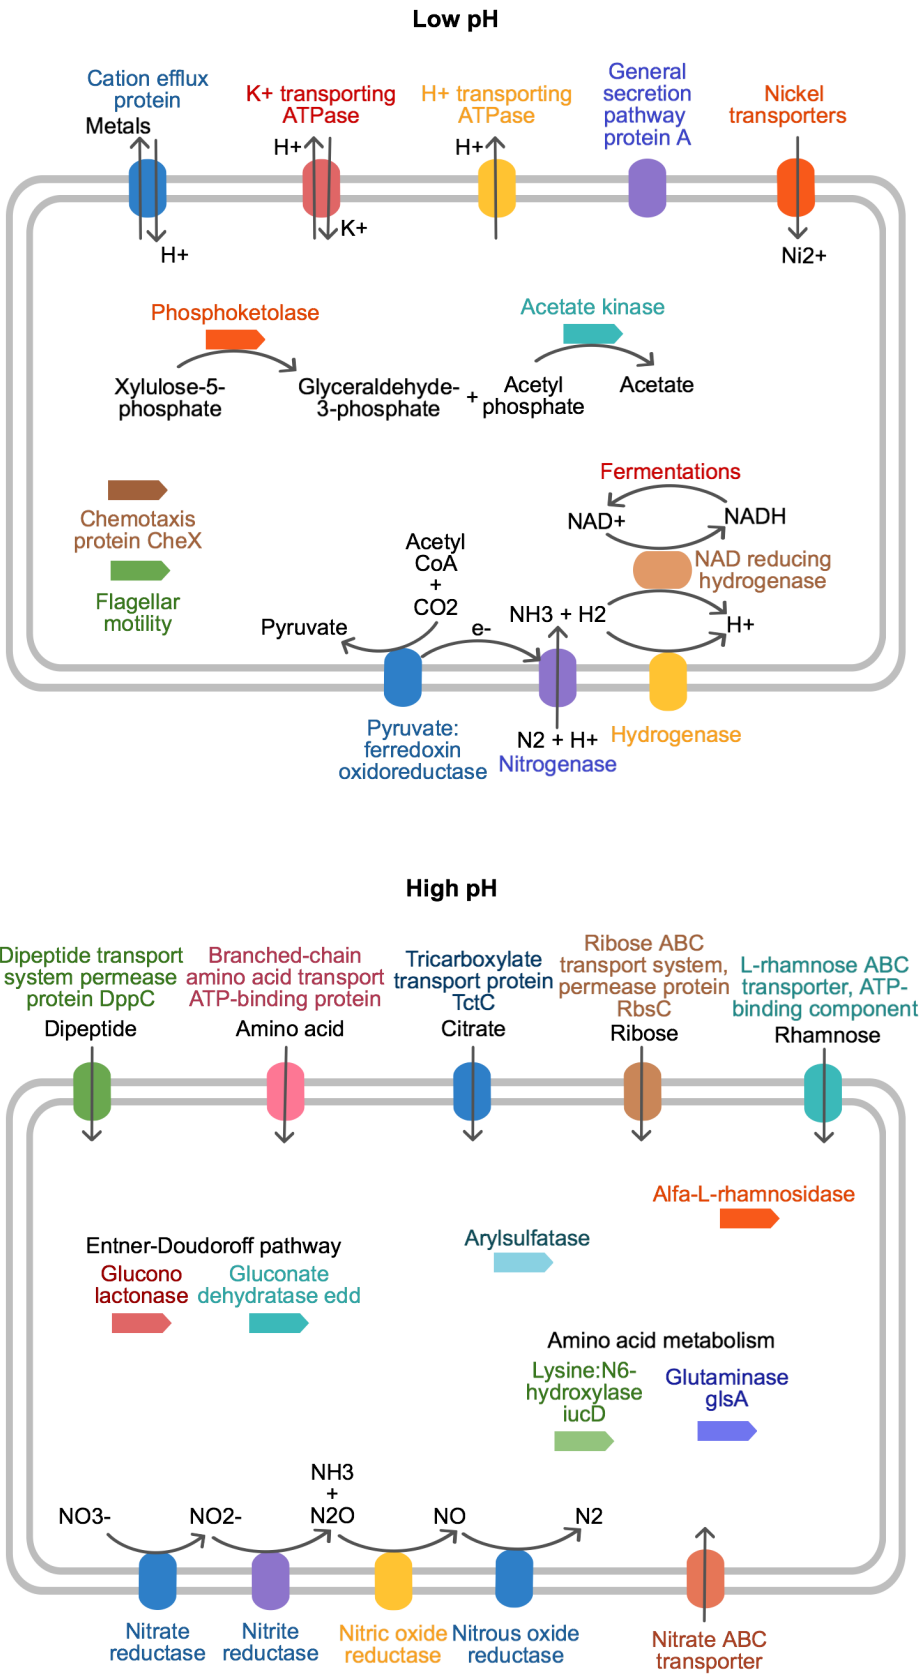 Low pH
Cation efflux
protein
Metals
H+
K+ transporting
ATPase
H+
K+
H+ transporting
ATPase
H+
General
secretion
pathway
protein A
Nickel
transporters
Ni2+
Phosphoketolase
Xylulose-5-
phosphate
Glyceraldehyde-
3-phosphate
+
Acetyl
phosphate
Acetate kinase
Acetate
Chemotaxis
protein CheX
Flagellar
motility
Fermentations
NAD+
NADH
NAD reducing
hydrogenase
Acetyl
CoA
+
CO2
Pyruvate
e-
NH3 + H2
H+
Pyruvate:
ferredoxin
oxidoreductase
N2 + H+
Nitrogenase
Hydrogenase
High pH
Dipeptide transport
system permease
protein DppC
Dipeptide
Branched-chain
amino acid transport
ATP-binding protein
Amino acid
Tricarboxylate
transport protein
TctC
Citrate
Ribose ABC
transport system,
permease protein
RbsC
Ribose
L-rhamnose ABC
transporter, ATP-
binding component
Rhamnose
Alfa-L-rhamnosidase
Entner-Doudoroff pathway
Glucono
lactonase
Gluconate
dehydratase edd
Arylsulfatase
Amino acid metabolism
Lysine:N6-
hydroxylase
iucD
Glutaminase
glsA
NO3-
NO2-
NH3
+
N2O
NO
N2
Nitrate
reductase
Nitrite
reductase
Nitric oxide
reductase
Nitrous oxide
reductase
Nitrate ABC
transporter